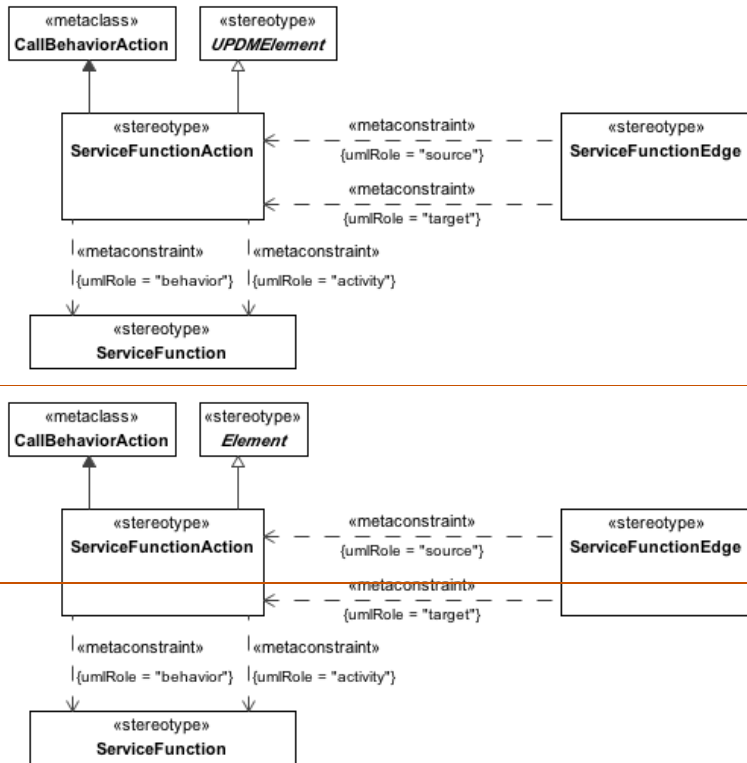 «metaclass»
CallBehaviorAction
«stereotype»
UPDMElement
«stereotype»
ServiceFunctionAction
«metaconstraint»
{umlRole = "source"}
«metaconstraint»
{umlRole = "target"}
«stereotype»
ServiceFunctionEdge
«metaconstraint»
{umlRole = "behavior"}
«metaconstraint»
{umlRole = "activity"}
«stereotype»
ServiceFunction
«metaclass»
CallBehaviorAction
«stereotype»
Element
«stereotype»
ServiceFunctionAction
«metaconstraint»
{umlRole = "source"}
«metaconstraint»
{umlRole = "target"}
«stereotype»
ServiceFunctionEdge
«metaconstraint»
{umlRole = "behavior"}
«metaconstraint»
{umlRole = "activity"}
«stereotype»
ServiceFunction